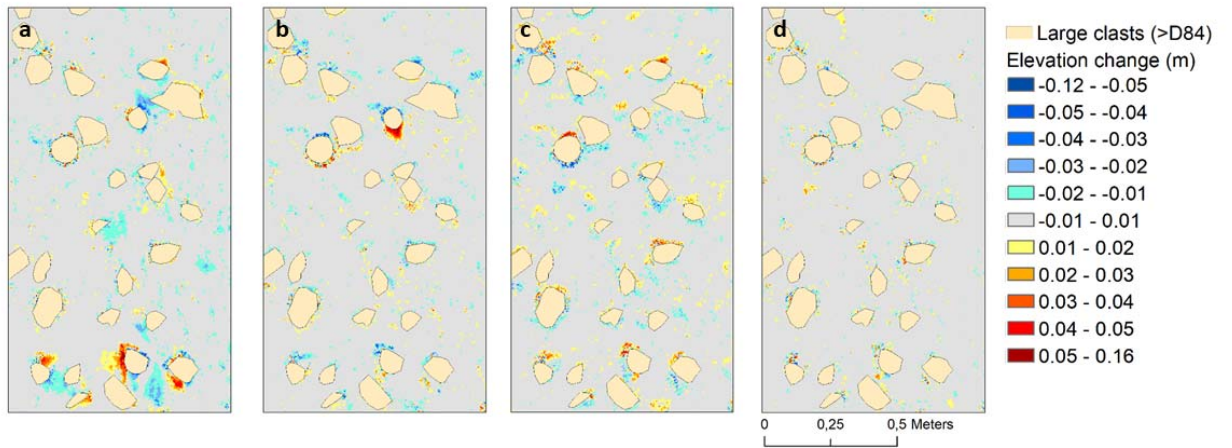 a
b
c
d
Large clasts (>D84)
Elevation change (m)
-0.12 - -0.05
-0.05 - -0.04
-0.04 - -0.03
-0.03 - -0.02
-0.02 - -0.01
-0.01 - 0.01
0.01 - 0.02
0.02 - 0.03
0.03 - 0.04
0.04 - 0.05
0.05 - 0.16
0 0,25 0,5 Meters